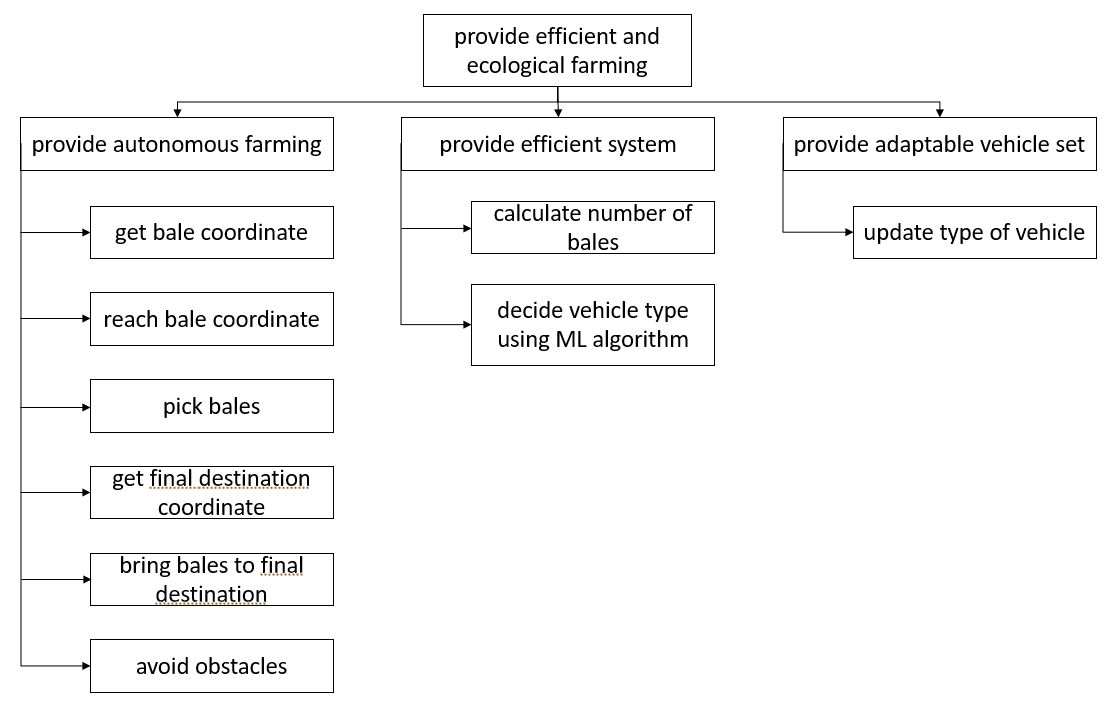 provide efficient and
ecological farming
provide autonomous farming
provide efficient system
provide adaptable vehicle set
get bale coordinate
reach bale coordinate
pick bales
get final destination
coordinate
bring bales to final
destination
avoid obstacles
calculate number of
bales
decide vehicle type
using ML algorithm
update type of vehicle